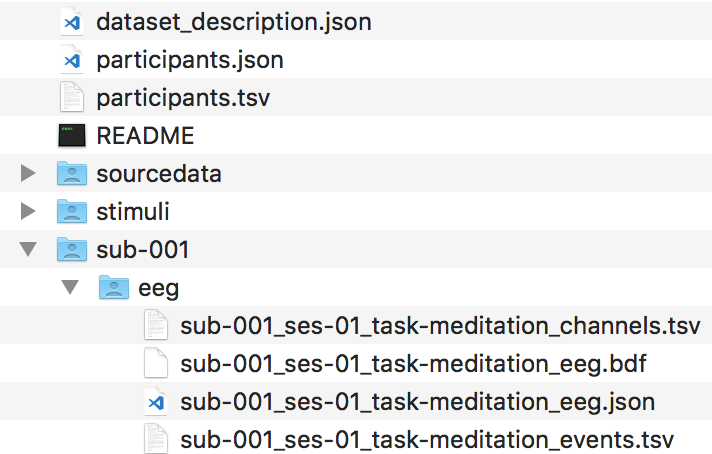 dataset_description.json
participants.json
participants.tsv
README
sourcedata
stimuli
sub-001
eeg
sub-001_ses-01_task-meditation_channels.tsv
sub-001_ses-01_task-meditation_eeg.bdf
sub-001_ses-01_task-meditation_eeg.json
sub-001_ses-01_task-meditation_events.tsv